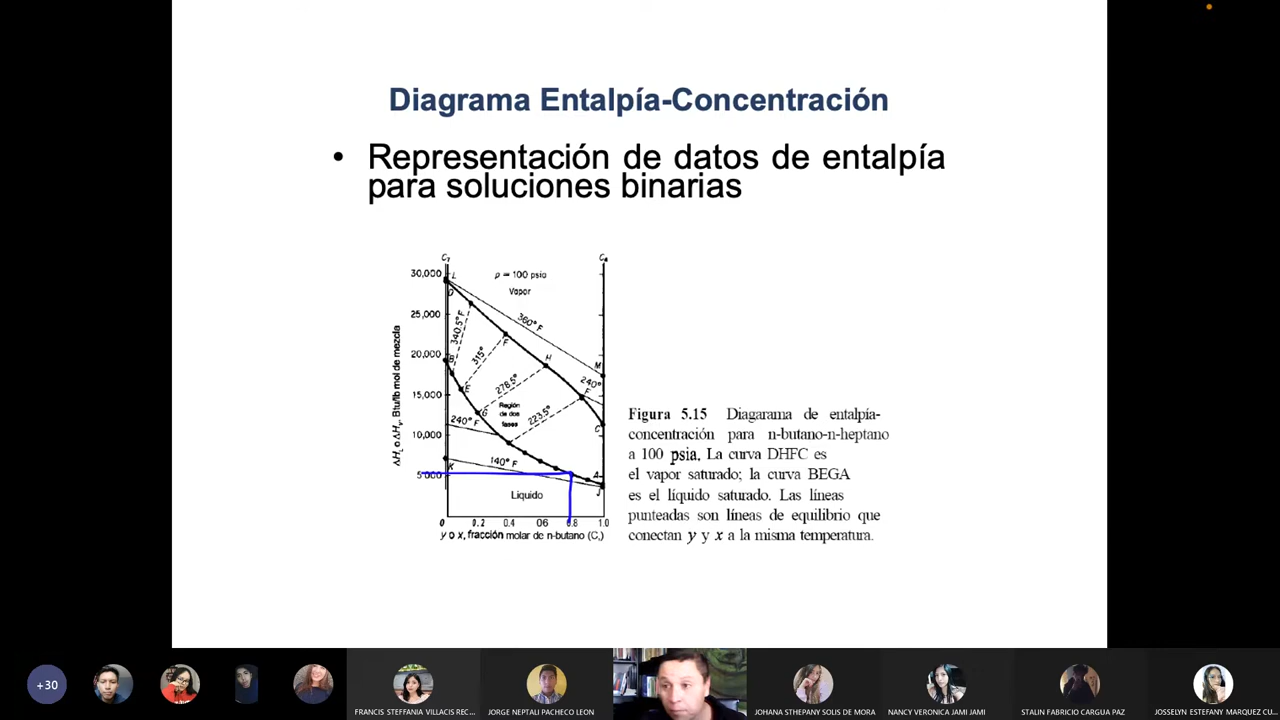 Diagrama Entalpía-Concentración
• Representación de datos de entalpía
para soluciones binarias
C₇
C₄
30,000
L
p = 100 psia
D
Vapor
25,000
360° F
340.5° F
F
20,000
B
315°
H
M
278.5°
240°
F
15,000
E
G
Región
de dos
fases
223.5°
240° F
C
10,000
K
140° F
A
5 000
J
Líquido
0 0.2 0.4 06 0.8 1.0
y o x, fracción molar de n-butano (C₄)
ΔH_L o ΔH_V, Btu/lb mol de mezcla
Figura 5.15 Diagarama de entalpía-
concentración para n-butano-n-heptano
a 100 psia. La curva DHFC es
el vapor saturado; la curva BEGA
es el líquido saturado. Las líneas
punteadas son líneas de equilibrio que
conectan y y x a la misma temperatura.
+30
FRANCIS STEFFANIA VILLACIS REC...
JORGE NEPTALI PACHECO LEON
JOHANA STHEPANY SOLIS DE MORA
NANCY VERONICA JAMI JAMI
STALIN FABRICIO CARGUA PAZ
JOSSELYN ESTEFANY MARQUEZ CU...